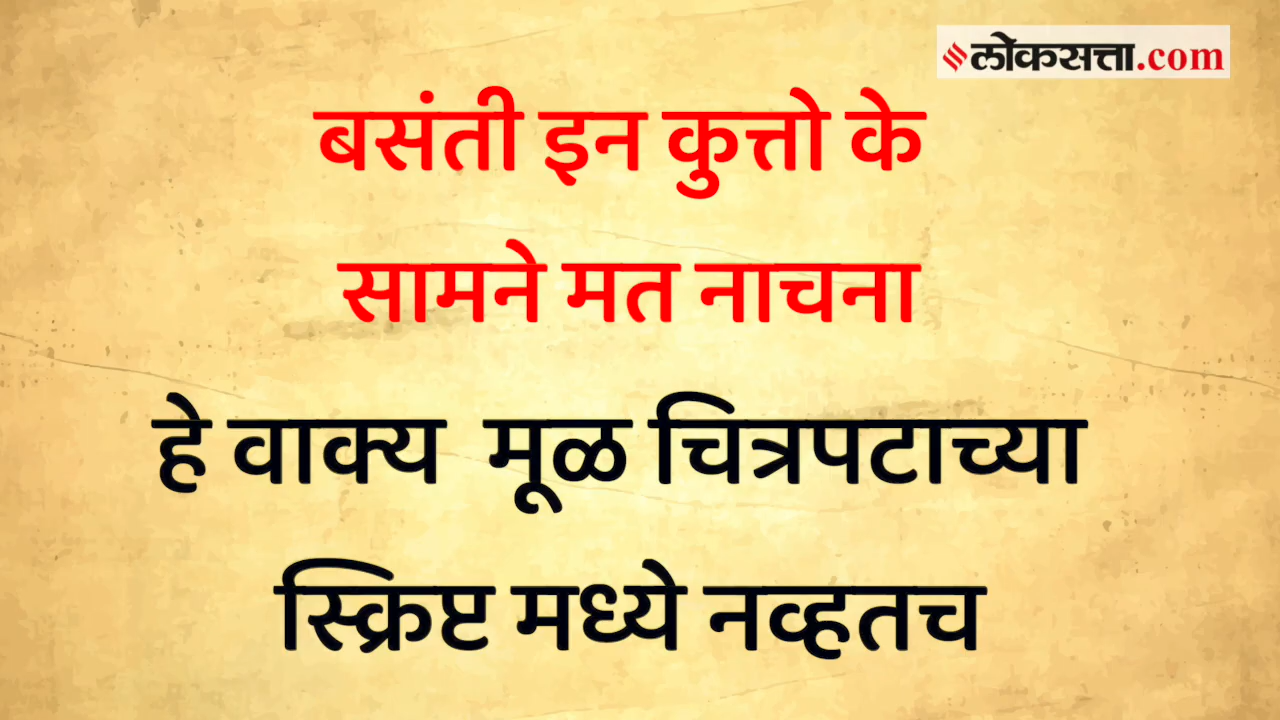 लोकसत्ता.com
बसंती इन कुत्तो के
सामने मत नाचना
हे वाक्य मूळ चित्रपटाच्या
स्क्रिप्ट मध्ये नव्हतच